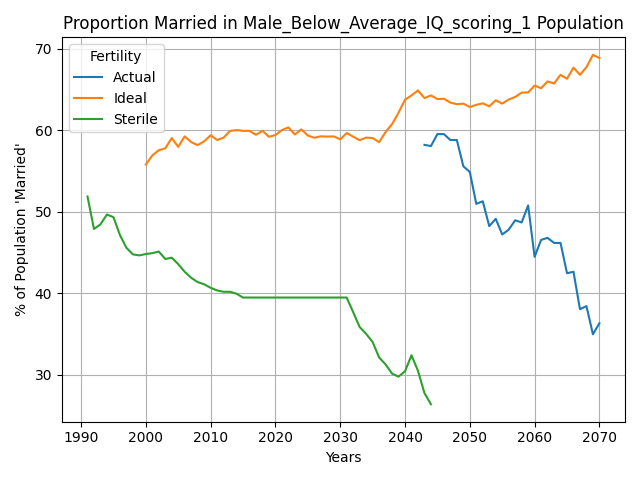 Proportion Married in Male_Below_Average_IQ_scoring_1 Population
Fertility
Actual
Ideal
Sterile
% of Population 'Married'
70
60
50
40
30
1990 2000 2010 2020 2030 2040 2050 2060 2070
Years